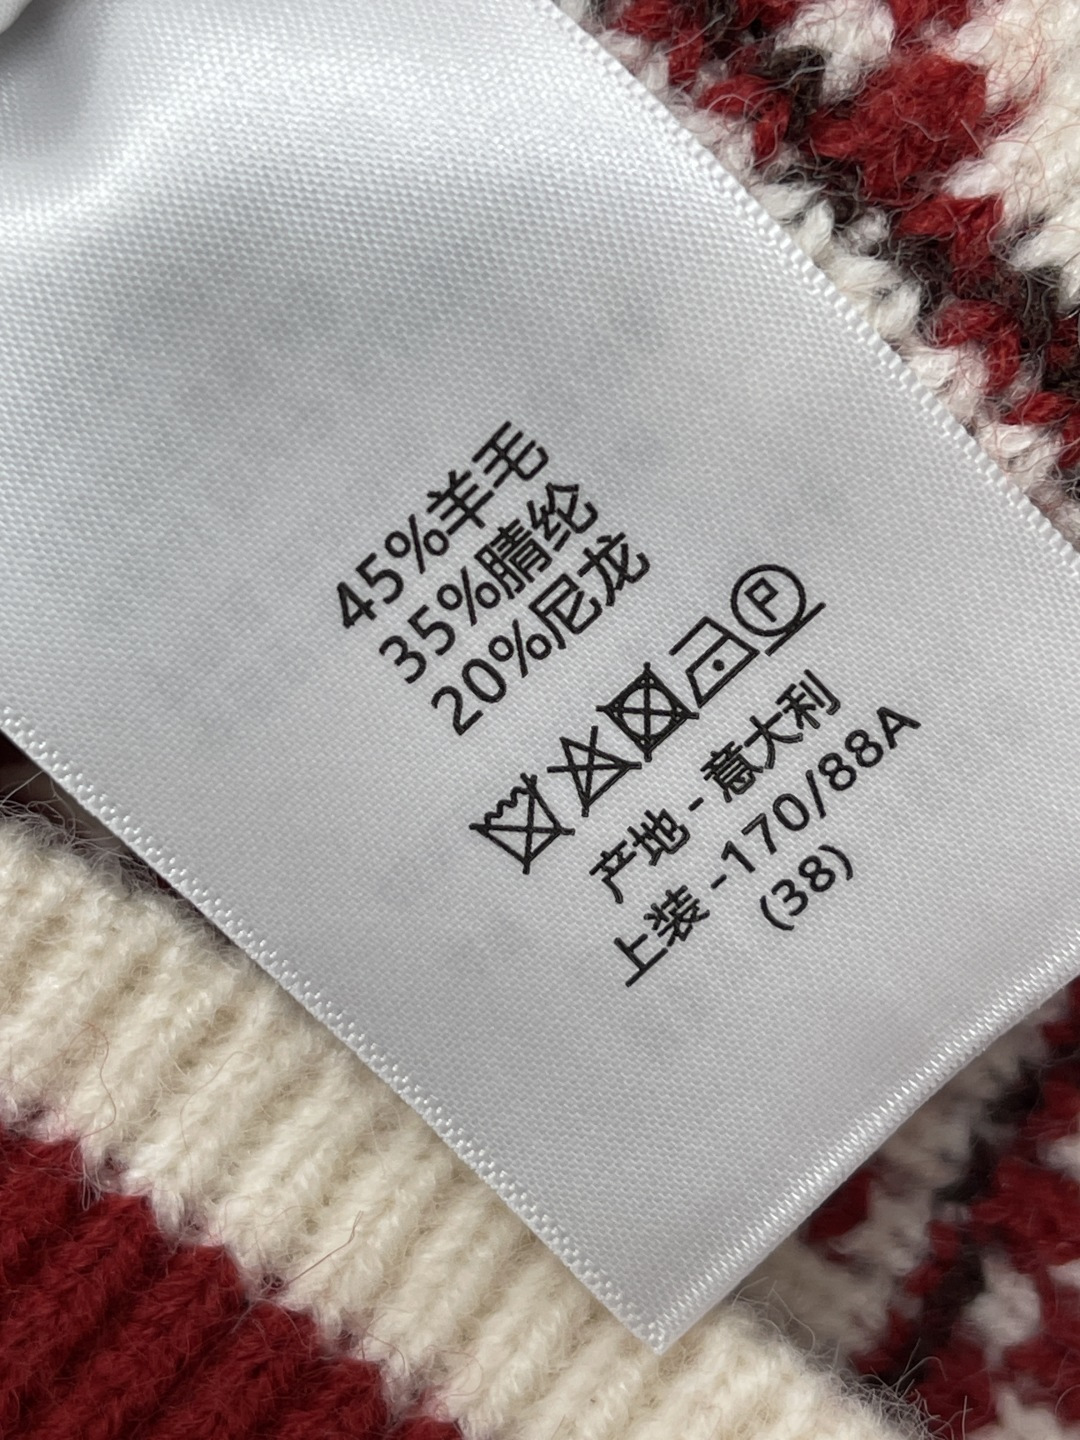 45%羊毛
35%腈纶
20%尼龙
P
产地 - 意大利
上装 -170/88A
(38)